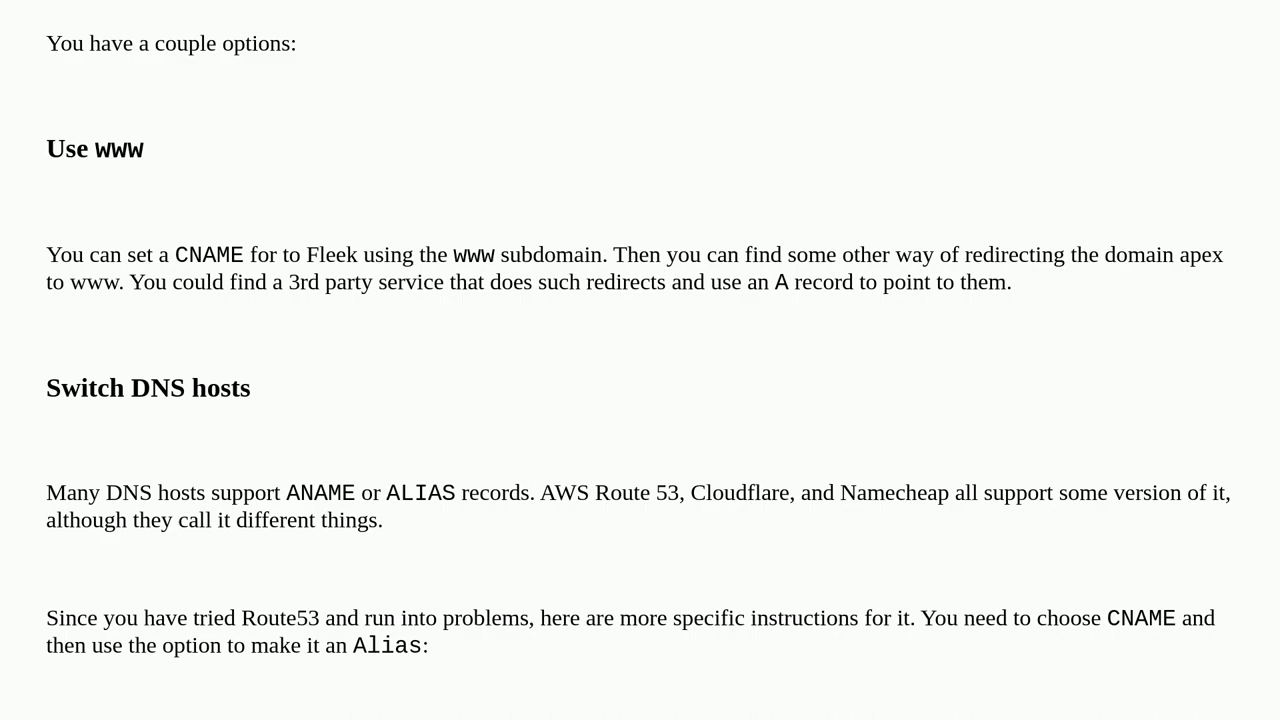 You have a couple options:
Use www
You can set a CNAME for to Fleek using the www subdomain. Then you can find some other way of redirecting the domain apex
to www. You could find a 3rd party service that does such redirects and use an A record to point to them.
Switch DNS hosts
Many DNS hosts support ANAME or ALIAS records. AWS Route 53, Cloudflare, and Namecheap all support some version of it,
although they call it different things.
Since you have tried Route53 and run into problems, here are more specific instructions for it. You need to choose CNAME and
then use the option to make it an Alias: